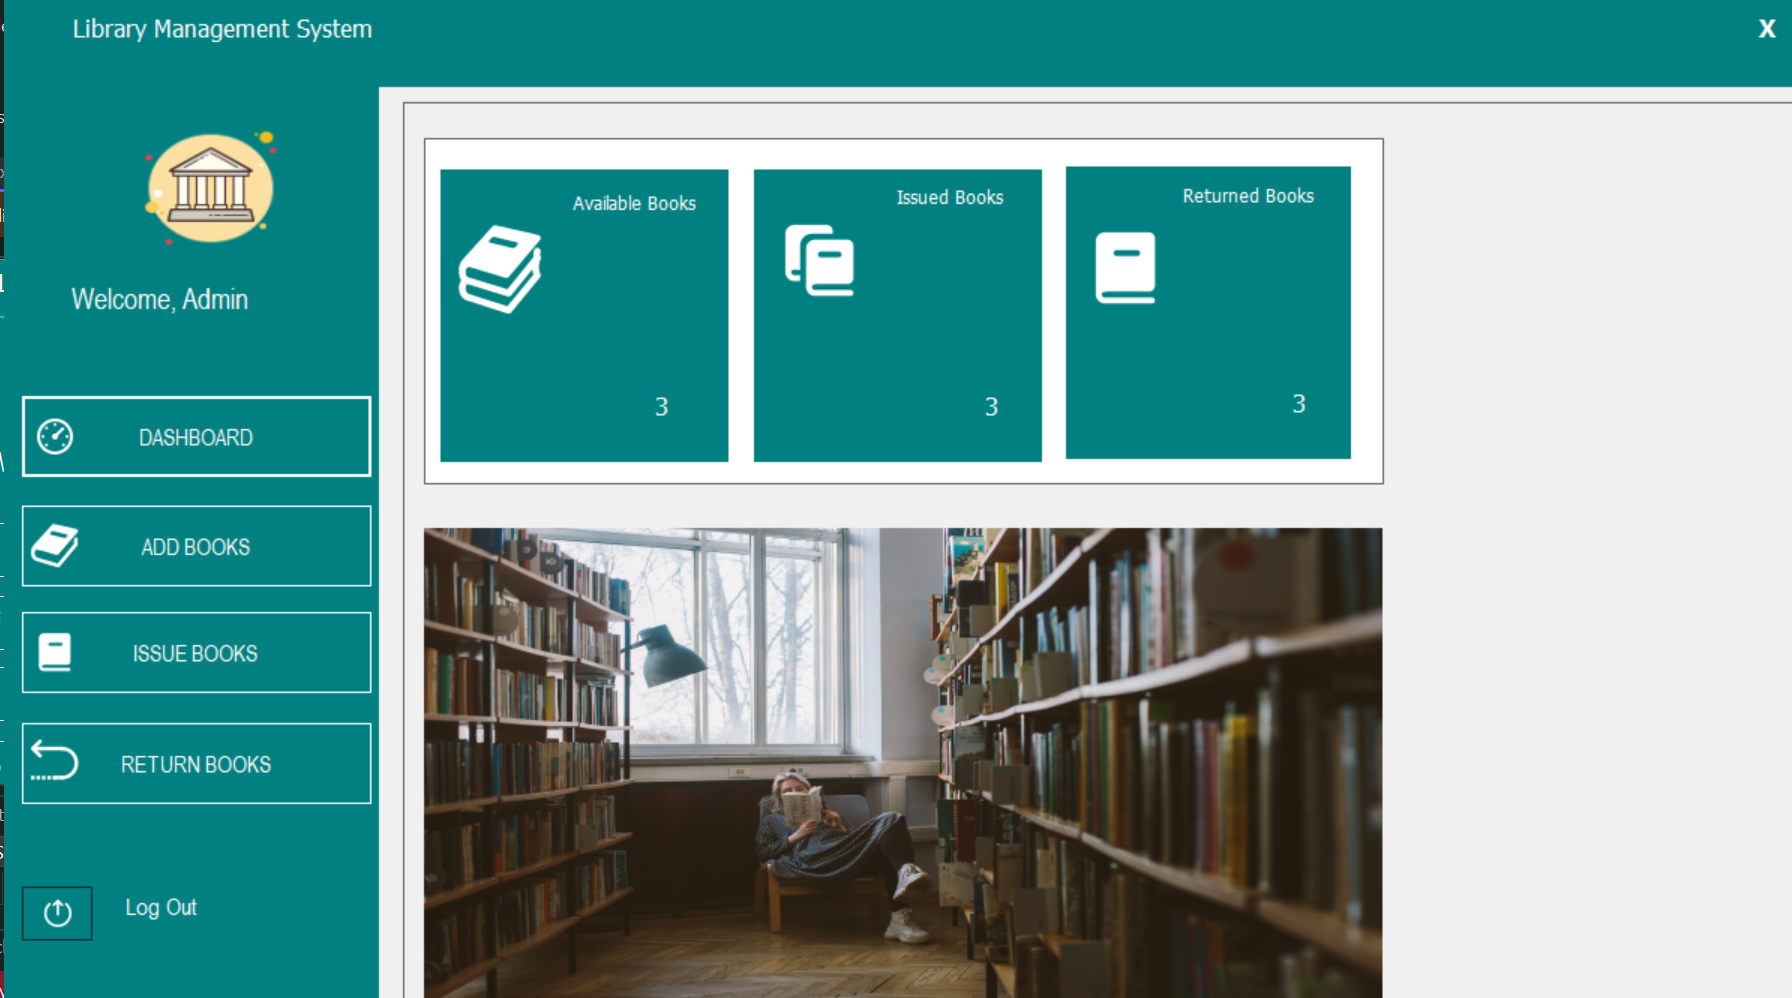 Library Management System
X
Welcome, Admin
DASHBOARD
ADD BOOKS
ISSUE BOOKS
RETURN BOOKS
Log Out
Available Books
3
Issued Books
3
Returned Books
3